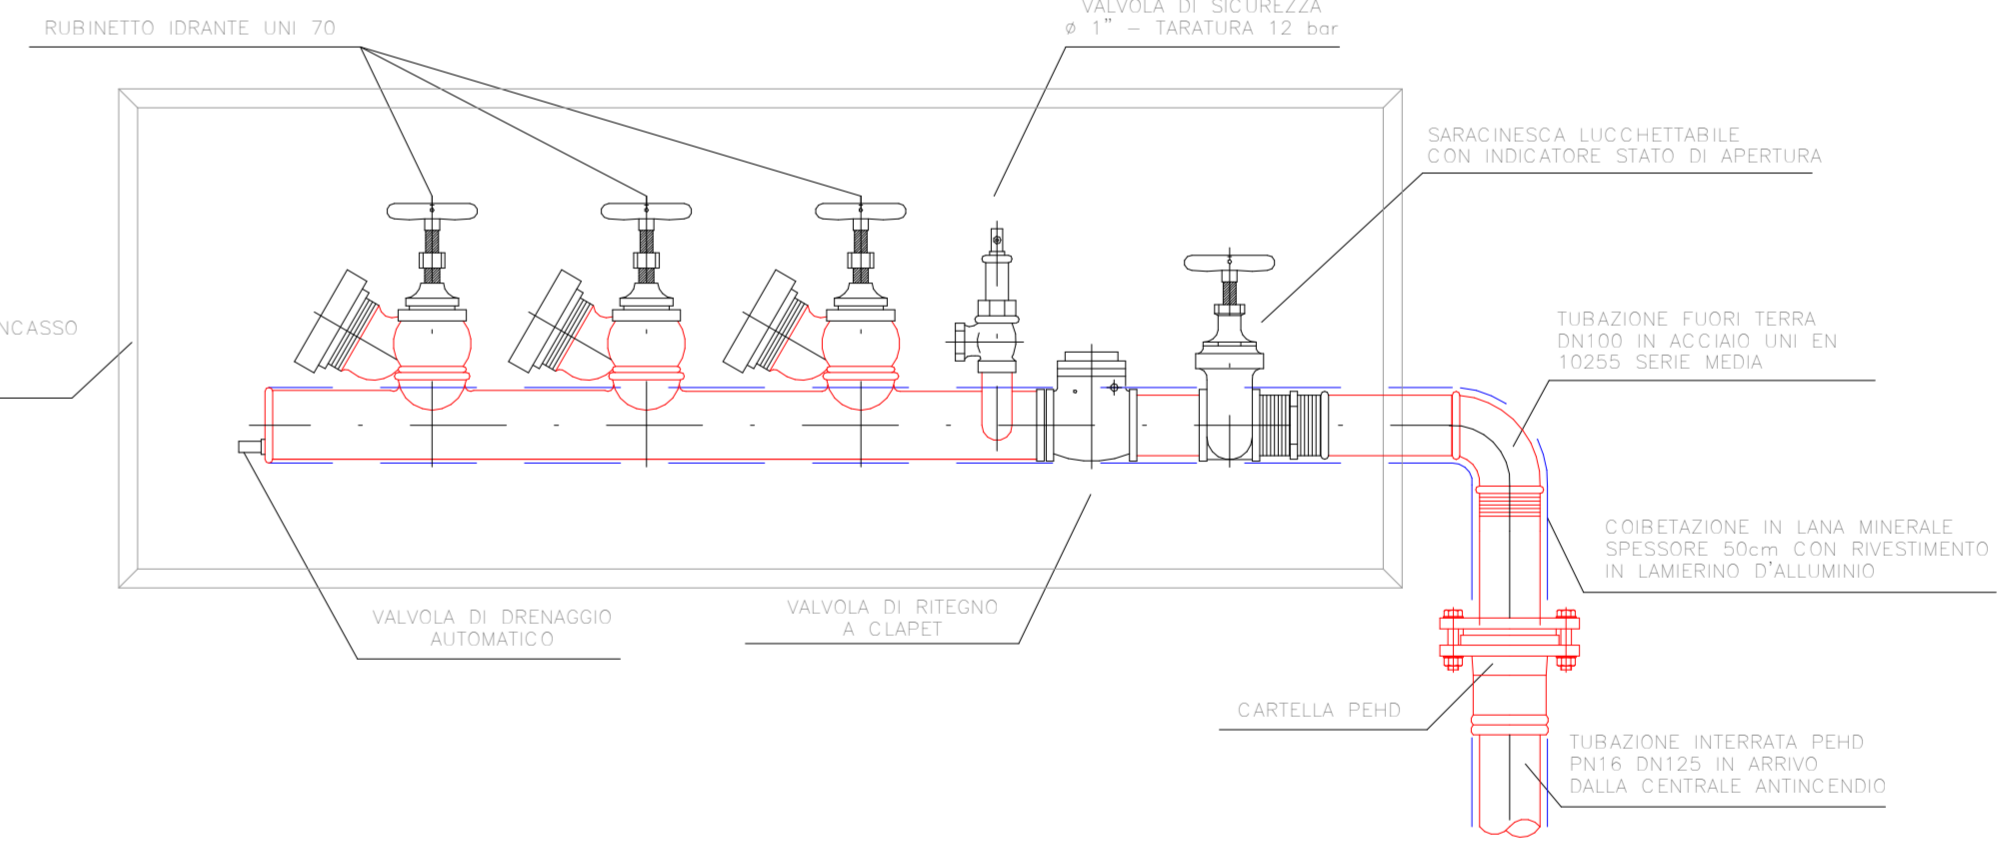 RUBINETTO IDRANTE UNI 70
VALVOLA DI SICUREZZA
ø 1" – TARATURA 12 bar
SARACINESCA LUCCHETTABILE
CON INDICATORE STATO DI APERTURA
NCASSO
TUBAZIONE FUORI TERRA
DN100 IN ACCIAIO UNI EN
10255 SERIE MEDIA
COIBETAZIONE IN LANA MINERALE
SPESSORE 50cm CON RIVESTIMENTO
IN LAMIERINO D'ALLUMINIO
VALVOLA DI DRENAGGIO
AUTOMATICO
VALVOLA DI RITEGNO
A CLAPET
CARTELLA PEHD
TUBAZIONE INTERRATA PEHD
PN16 DN125 IN ARRIVO
DALLA CENTRALE ANTINCENDIO